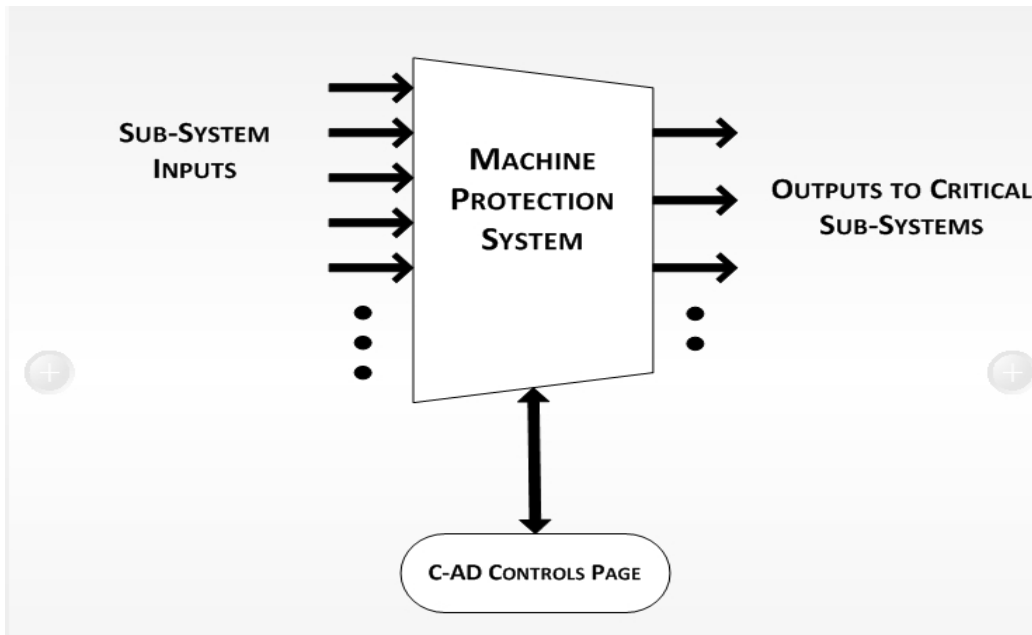 Sub-System
Inputs
Machine
Protection
System
Outputs to Critical
Sub-Systems
C-AD Controls Page